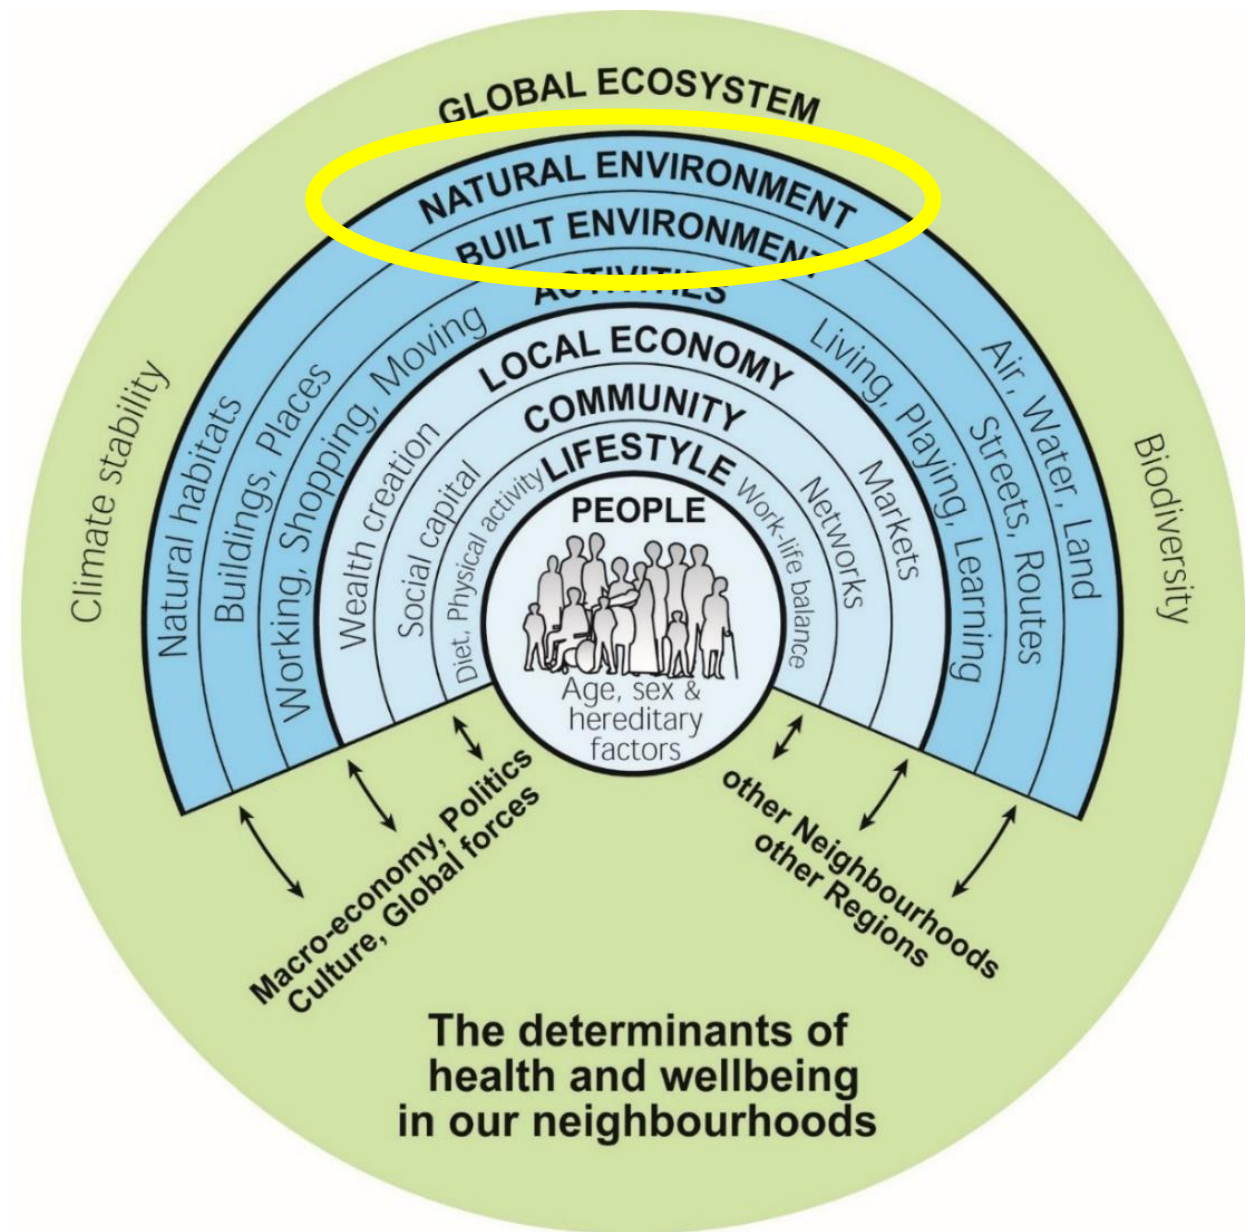 GLOBAL ECOSYSTEM
NATURAL ENVIRONMENT
BUILT ENVIRONMENT
ACTIVITIES
LOCAL ECONOMY
COMMUNITY
LIFESTYLE
PEOPLE
Climate stability
Natural habitats
Buildings, Places
Working, Shopping, Moving
Wealth creation
Social capital
Diet, Physical activity
Work-life balance
Networks
Markets
Living, Playing, Learning
Streets, Routes
Air, Water, Land
Biodiversity
Age, sex &
hereditary
factors
Macro-economy, Politics
Culture, Global forces
other Neighbourhoods
other Regions
The determinants of
health and wellbeing
in our neighbourhoods